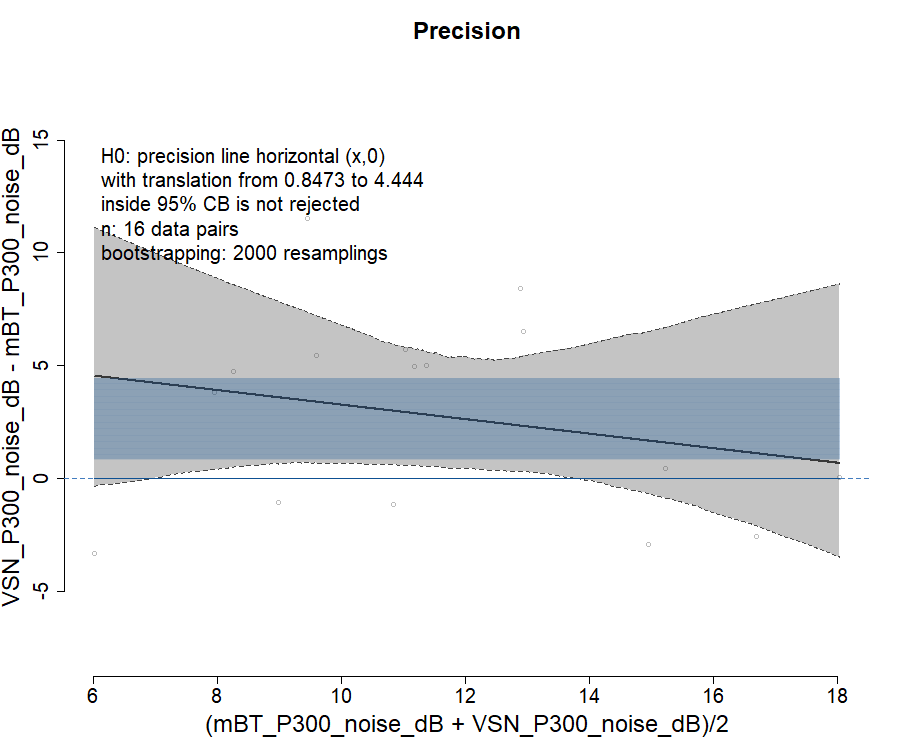 Precision
VSN_P300_noise_dB - mBT_P300_noise_dB
15
10
5
0
-5
H0: precision line horizontal (x,0)
with translation from 0.8473 to 4.444
inside 95% CB is not rejected
n: 16 data pairs
bootstrapping: 2000 resamplings
6 8 10 12 14 16 18
(mBT_P300_noise_dB + VSN_P300_noise_dB)/2